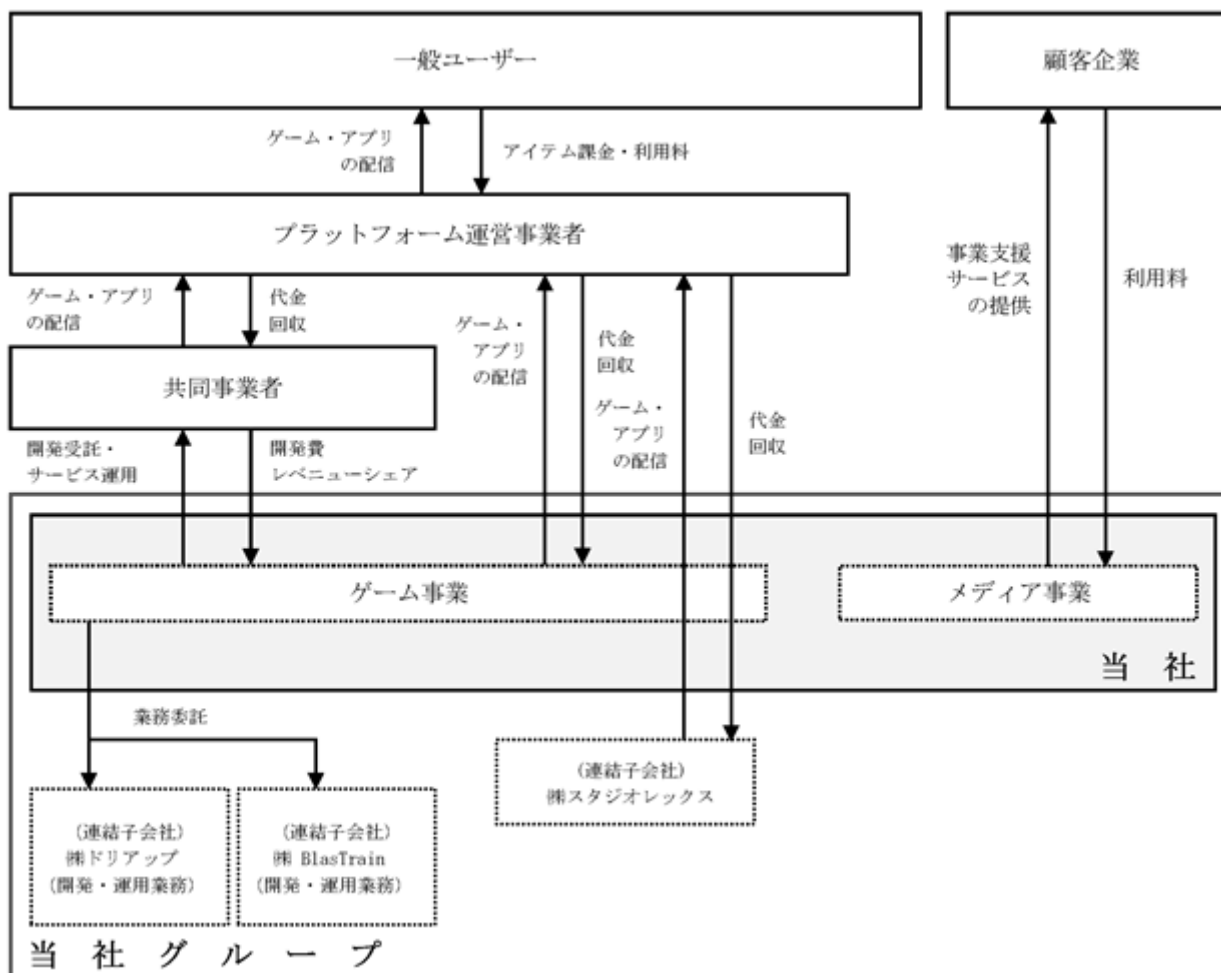 一般ユーザー
顧客企業
ゲーム・アプリ
の配信
アイテム課金・利用料
プラットフォーム運営事業者
事業支援
サービス
の提供
利用料
ゲーム・アプリ
の配信
代金
回収
ゲーム・
アプリ
の配信
代金
回収
ゲーム・
アプリ
の配信
代金
回収
共同事業者
開発受託・
サービス運用
開発費
レベニューシェア
ゲーム事業
メディア事業
当社
業務委託
(連結子会社)
㈱スタジオレックス
(連結子会社)
㈱ドリアップ
(開発・運用業務)
(連結子会社)
㈱ BlasTrain
(開発・運用業務)
当社グループ